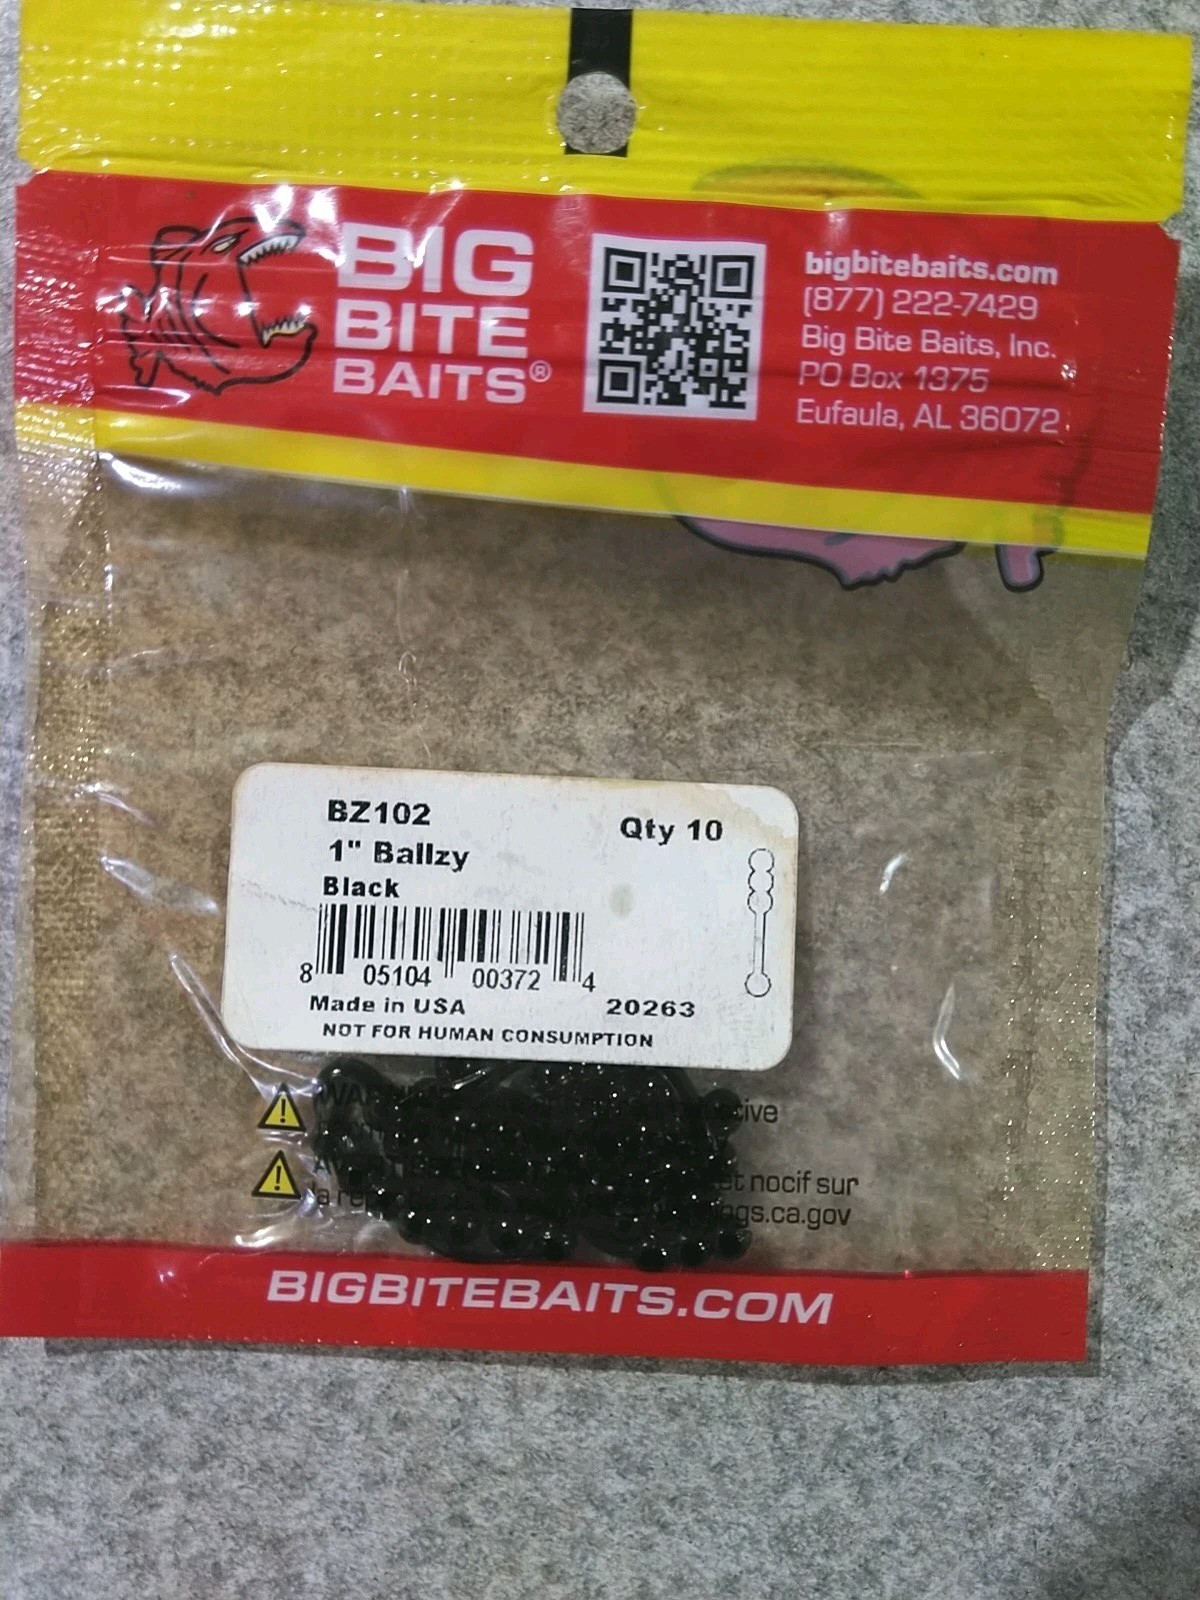 BIG
BITE
BAITS®
bigbitebaits.com
(877) 222-7429
Big Bite Baits, Inc.
PO Box 1375
Eufaula, AL 36072
BZ102
Qty 10
1" Ballzy
Black
8 05104 00372 4
Made in USA 20263
NOT FOR HUMAN CONSUMPTION
et nocif sur
ca.gov
BIGBITEBAITS.COM